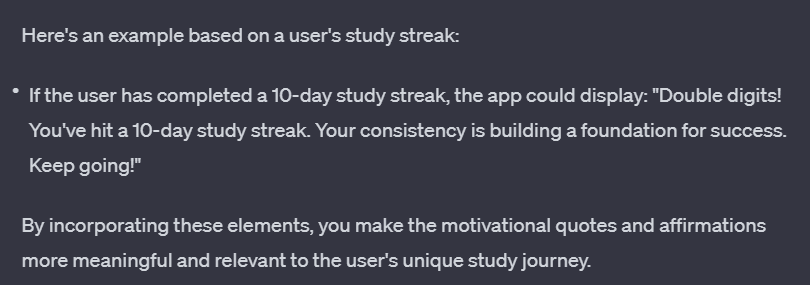 Here's an example based on a user's study streak:
• If the user has completed a 10-day study streak, the app could display: "Double digits!
You've hit a 10-day study streak. Your consistency is building a foundation for success.
Keep going!"
By incorporating these elements, you make the motivational quotes and affirmations
more meaningful and relevant to the user's unique study journey.